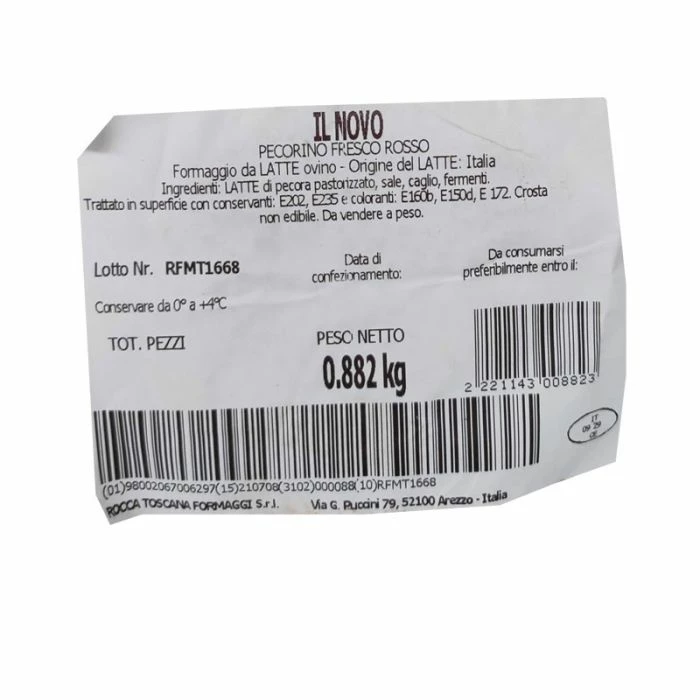 IL NOVO
PECORINO FRESCO ROSSO
Formaggio da LATTE ovino - Origine del LATTE: Italia
Ingredienti: LATTE di pecora pastorizzato, sale, caglio, fermenti.
Trattato in superficie con conservanti: E202, E235 e coloranti: E160b, E150d, E 172. Crosta
non edibile. Da vendere a peso.
Lotto Nr. RFMT1668
Data di
confezionamento:
Da consumarsi
preferibilmente entro il:
Conservare da 0° a +4°C
TOT. PEZZI
PESO NETTO
0.882 kg
2 221143 008823
IT
09 29
CE
(01)98002067006297(15)210708(3102)000088(10)RFMT1668
ROCCA TOSCANA FORMAGGI S.r.l. Via G. Puccini 79, 52100 Arezzo - Italia